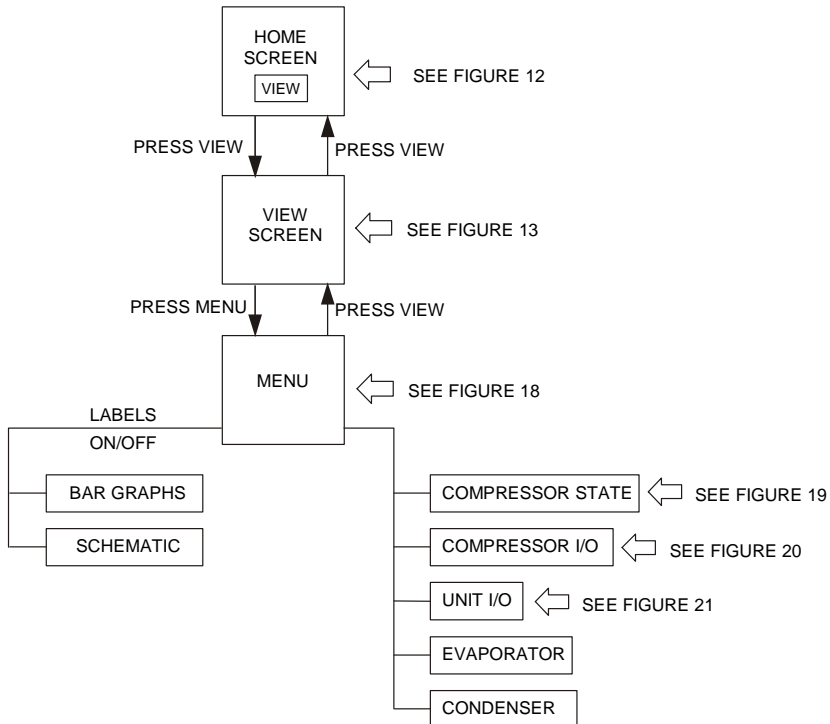 HOME
SCREEN
VIEW
SEE FIGURE 12
PRESS VIEW
PRESS VIEW
VIEW
SCREEN
SEE FIGURE 13
PRESS MENU
PRESS VIEW
MENU
SEE FIGURE 18
LABELS
ON/OFF
BAR GRAPHS
SCHEMATIC
COMPRESSOR STATE
SEE FIGURE 19
COMPRESSOR I/O
SEE FIGURE 20
UNIT I/O
SEE FIGURE 21
EVAPORATOR
CONDENSER